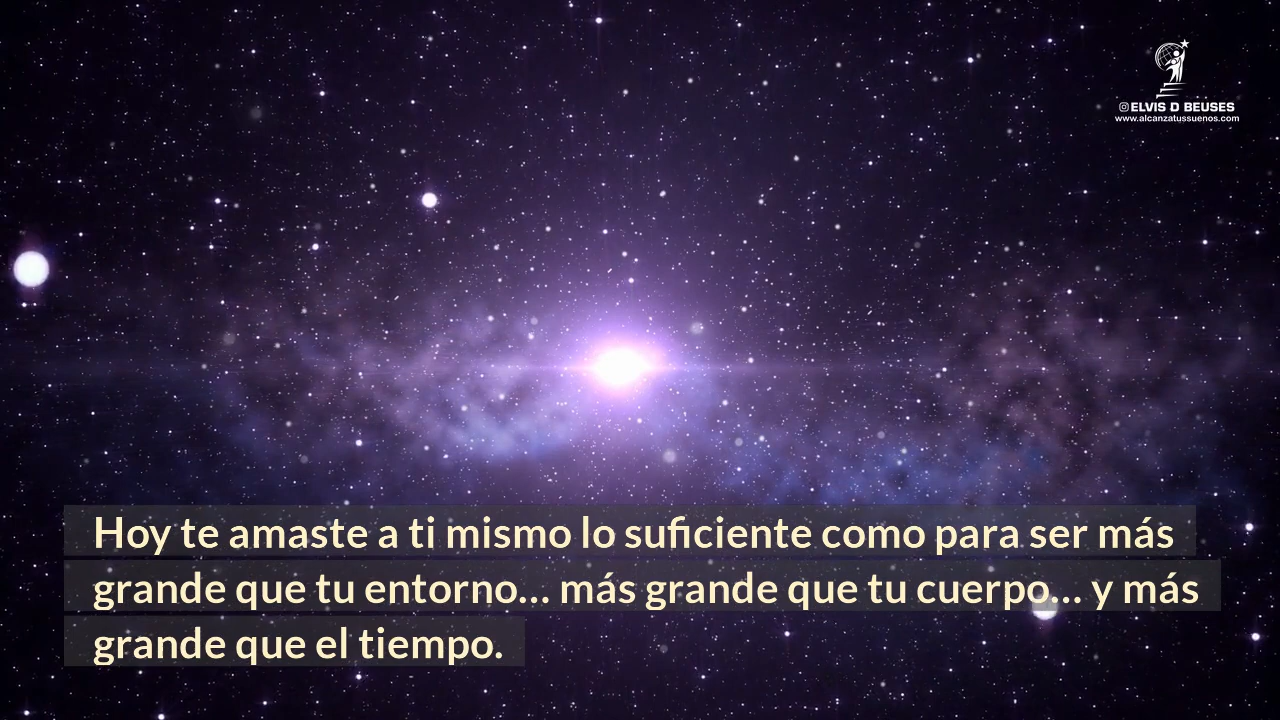 ELVIS D BEUSES
www.alcanzatussuenos.com
Hoy te amaste a ti mismo lo suficiente como para ser más
grande que tu entorno... más grande que tu cuerpo... y más
grande que el tiempo.